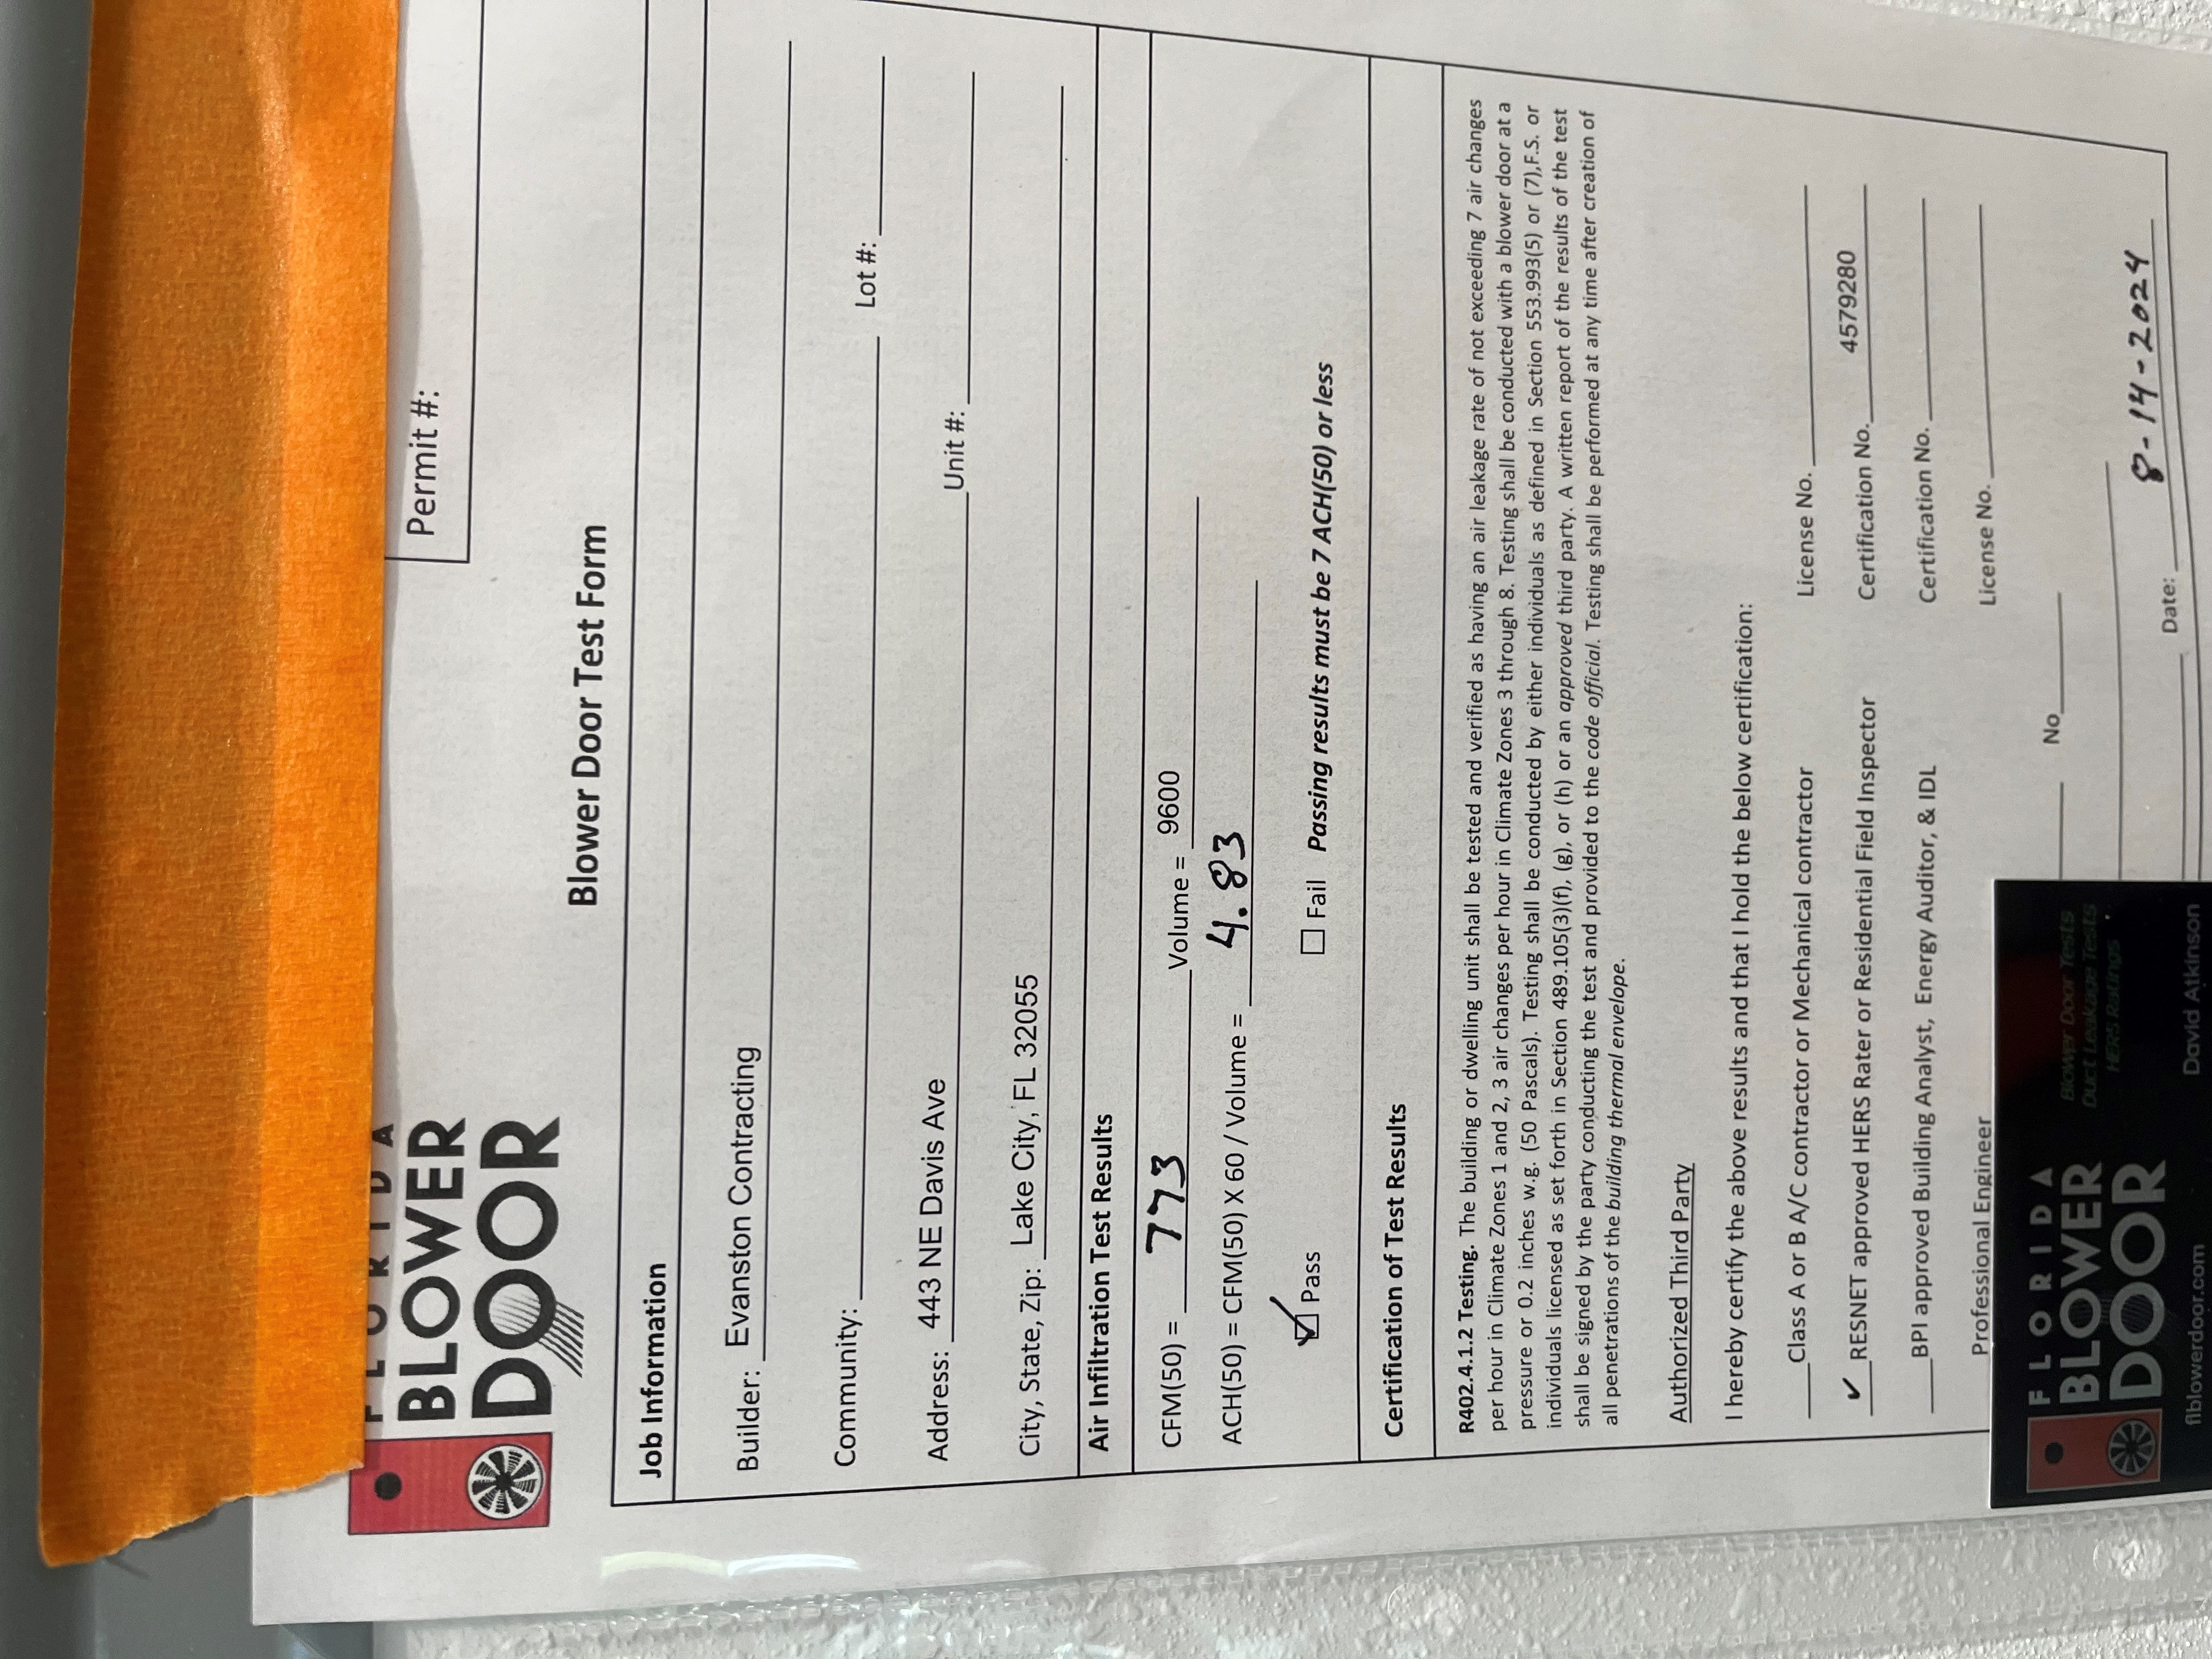 FLORIDA
BLOWER
DOOR
Permit #:
Blower Door Test Form
Job Information
Builder: Evanston Contracting
Community: Lot #:
Address: 443 NE Davis Ave Unit #:
City, State, Zip: Lake City, FL 32055
Air Infiltration Test Results
CFM(50) = 773 Volume = 9600
ACH(50) = CFM(50) X 60 / Volume = 4.83
☑ Pass ☐ Fail Passing results must be 7 ACH(50) or less
Certification of Test Results
R402.4.1.2 Testing. The building or dwelling unit shall be tested and verified as having an air leakage rate of not exceeding 7 air changes
per hour in Climate Zones 1 and 2, 3 air changes per hour in Climate Zones 3 through 8. Testing shall be conducted with a blower door at a
pressure or 0.2 inches w.g. (50 Pascals). Testing shall be conducted by either individuals as defined in Section 553.993(5) or (7),F.S. or
individuals licensed as set forth in Section 489.105(3)(f), (g), or (h) or an approved third party. A written report of the results of the test
shall be signed by the party conducting the test and provided to the code official. Testing shall be performed at any time after creation of
all penetrations of the building thermal envelope.
Authorized Third Party
I hereby certify the above results and that I hold the below certification:
Class A or B A/C contractor or Mechanical contractor License No.
✓ RESNET approved HERS Rater or Residential Field Inspector Certification No. 4579280
BPI approved Building Analyst, Energy Auditor, & IDL Certification No.
Professional Engineer License No.
No
Date: 8-14-2024
FLORIDA
BLOWER
DOOR
Blower Door Tests
Duct Leakage Tests
HERS Ratings
flblowerdoor.com David Atkinson